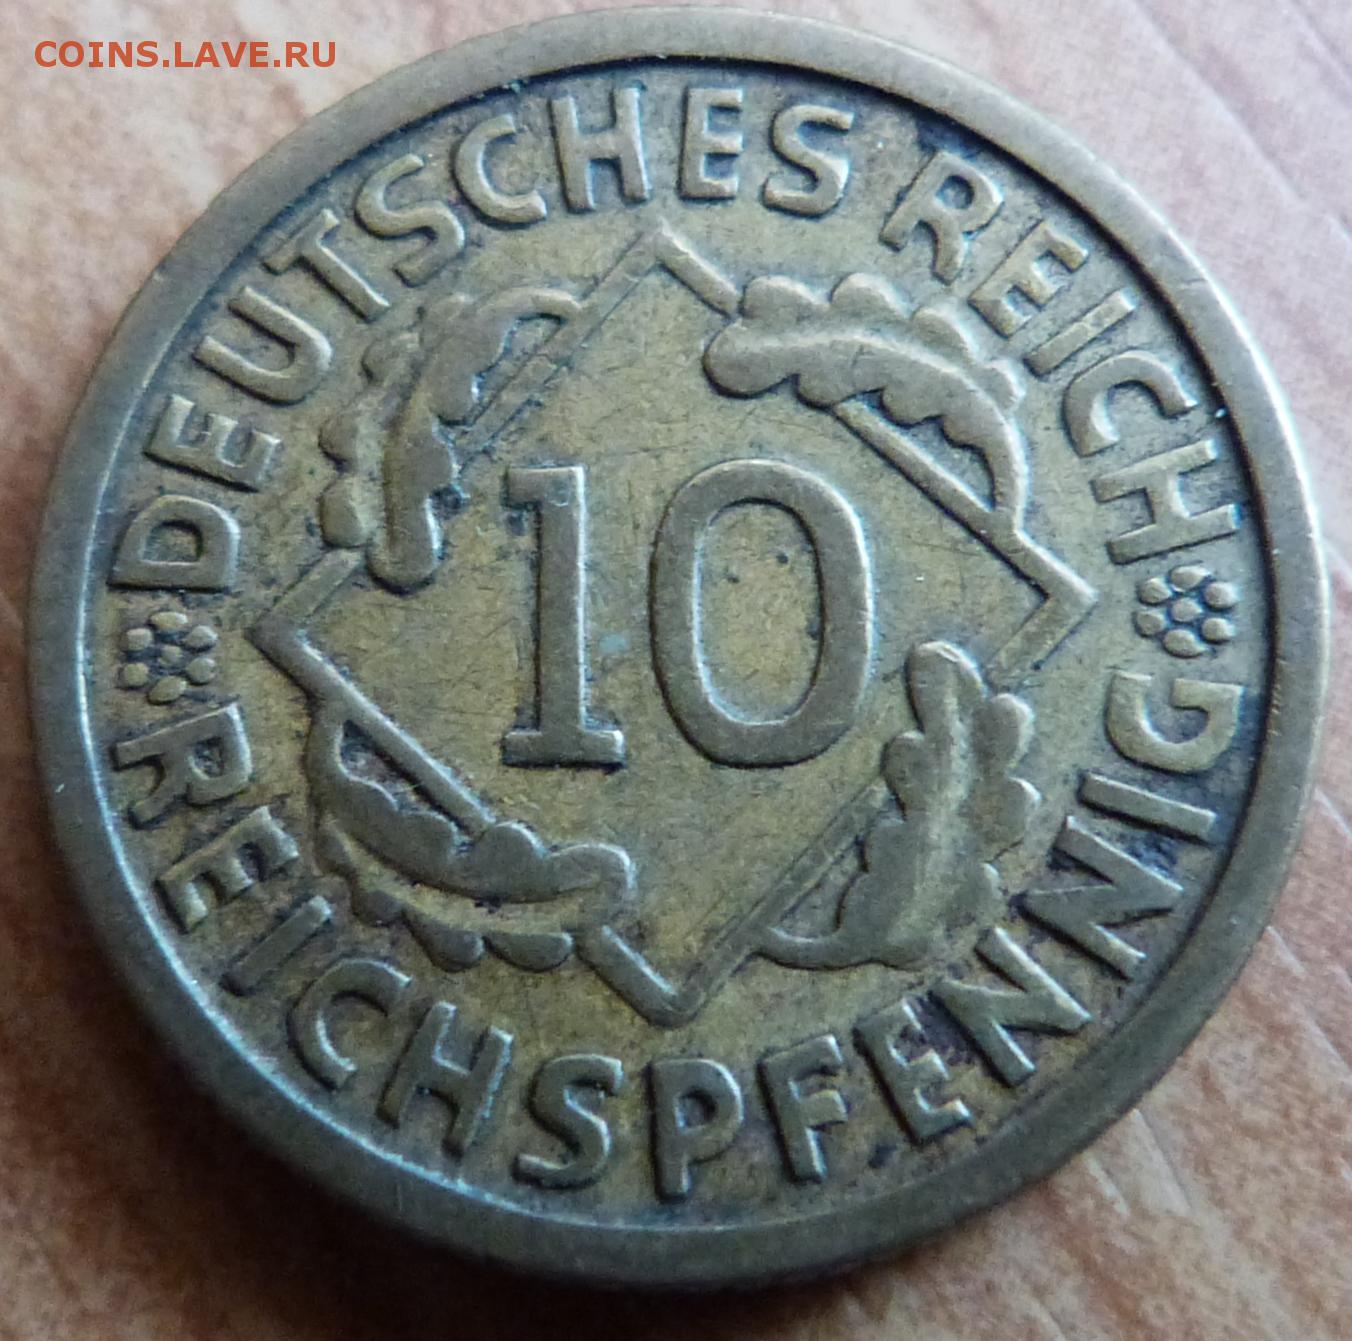 COINS.LAVE.RU
DEUTSCHES REICH
10
REICHSPFENNIG